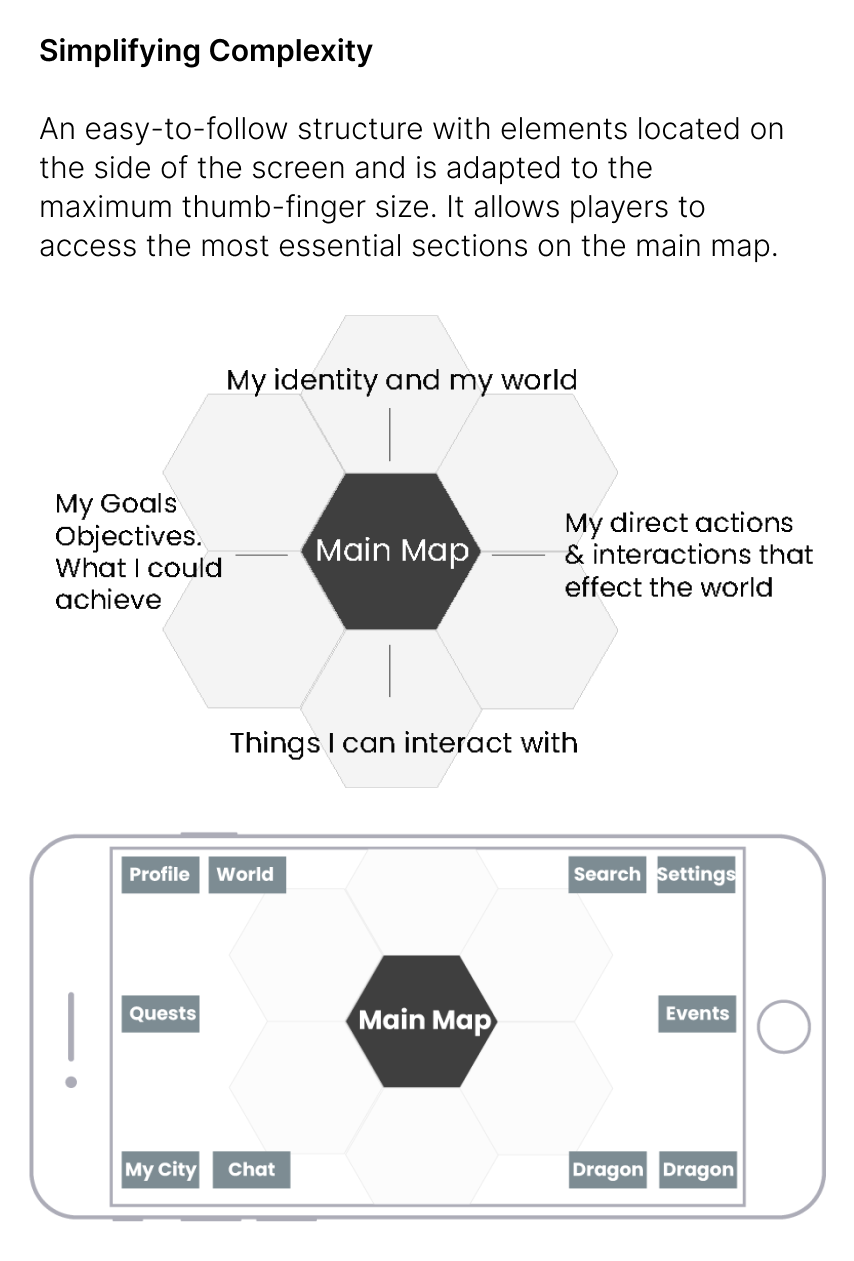 Simplifying Complexity
An easy-to-follow structure with elements located on
the side of the screen and is adapted to the
maximum thumb-finger size. It allows players to
access the most essential sections on the main map.
My identity and my world
My Goals
Objectives.
What I could
achieve
Main Map
My direct actions
& interactions that
effect the world
Things I can interact with
Profile World Search Settings
Quests Events
Main Map
My City Chat Dragon Dragon